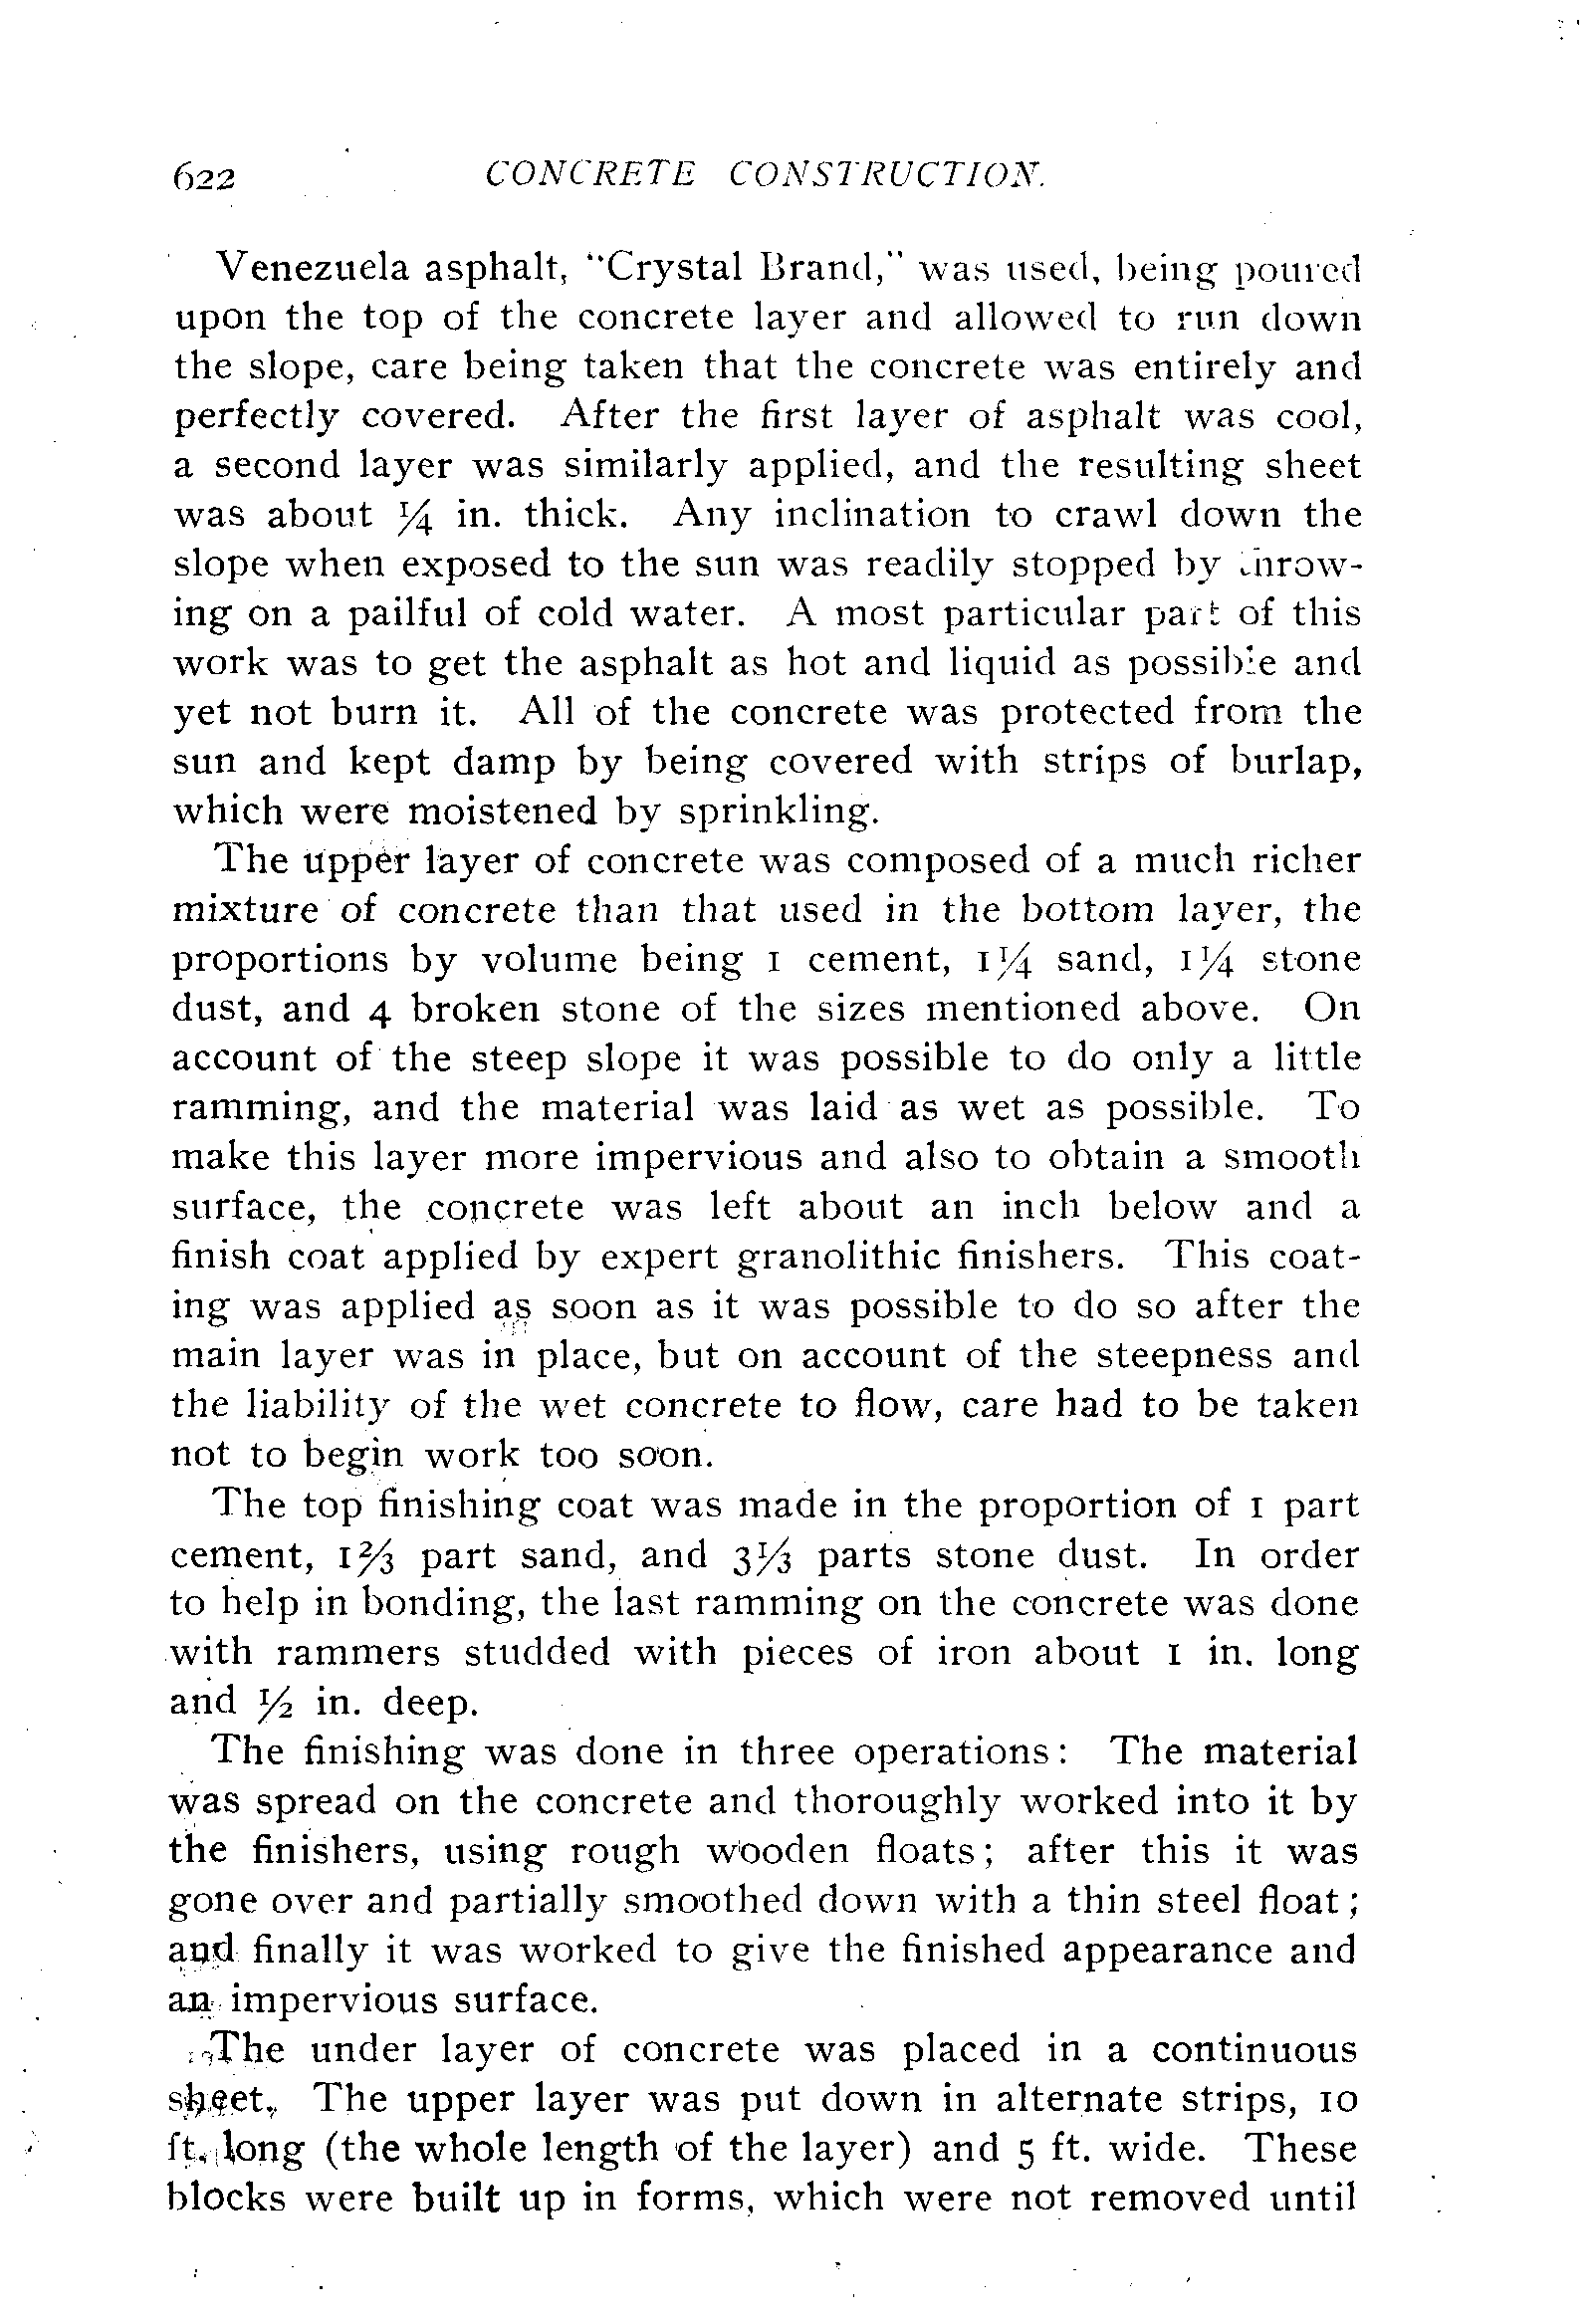 622 CONCRETE CONSTRUCTION.
Venezuela asphalt, "Crystal Brand," was used, being poured
upon the top of the concrete layer and allowed to run down
the slope, care being taken that the concrete was entirely and
perfectly covered. After the first layer of asphalt was cool,
a second layer was similarly applied, and the resulting sheet
was about ¼ in. thick. Any inclination to crawl down the
slope when exposed to the sun was readily stopped by throw-
ing on a pailful of cold water. A most particular part of this
work was to get the asphalt as hot and liquid as possible and
yet not burn it. All of the concrete was protected from the
sun and kept damp by being covered with strips of burlap,
which were moistened by sprinkling.
The upper layer of concrete was composed of a much richer
mixture of concrete than that used in the bottom layer, the
proportions by volume being 1 cement, 1¼ sand, 1¼ stone
dust, and 4 broken stone of the sizes mentioned above. On
account of the steep slope it was possible to do only a little
ramming, and the material was laid as wet as possible. To
make this layer more impervious and also to obtain a smooth
surface, the concrete was left about an inch below and a
finish coat applied by expert granolithic finishers. This coat-
ing was applied as soon as it was possible to do so after the
main layer was in place, but on account of the steepness and
the liability of the wet concrete to flow, care had to be taken
not to begin work too soon.
The top finishing coat was made in the proportion of 1 part
cement, 1⅔ part sand, and 3⅓ parts stone dust. In order
to help in bonding, the last ramming on the concrete was done
with rammers studded with pieces of iron about 1 in. long
and ½ in. deep.
The finishing was done in three operations: The material
was spread on the concrete and thoroughly worked into it by
the finishers, using rough wooden floats; after this it was
gone over and partially smoothed down with a thin steel float;
and finally it was worked to give the finished appearance and
an impervious surface.
The under layer of concrete was placed in a continuous
sheet. The upper layer was put down in alternate strips, 10
ft. long (the whole length of the layer) and 5 ft. wide. These
blocks were built up in forms, which were not removed until